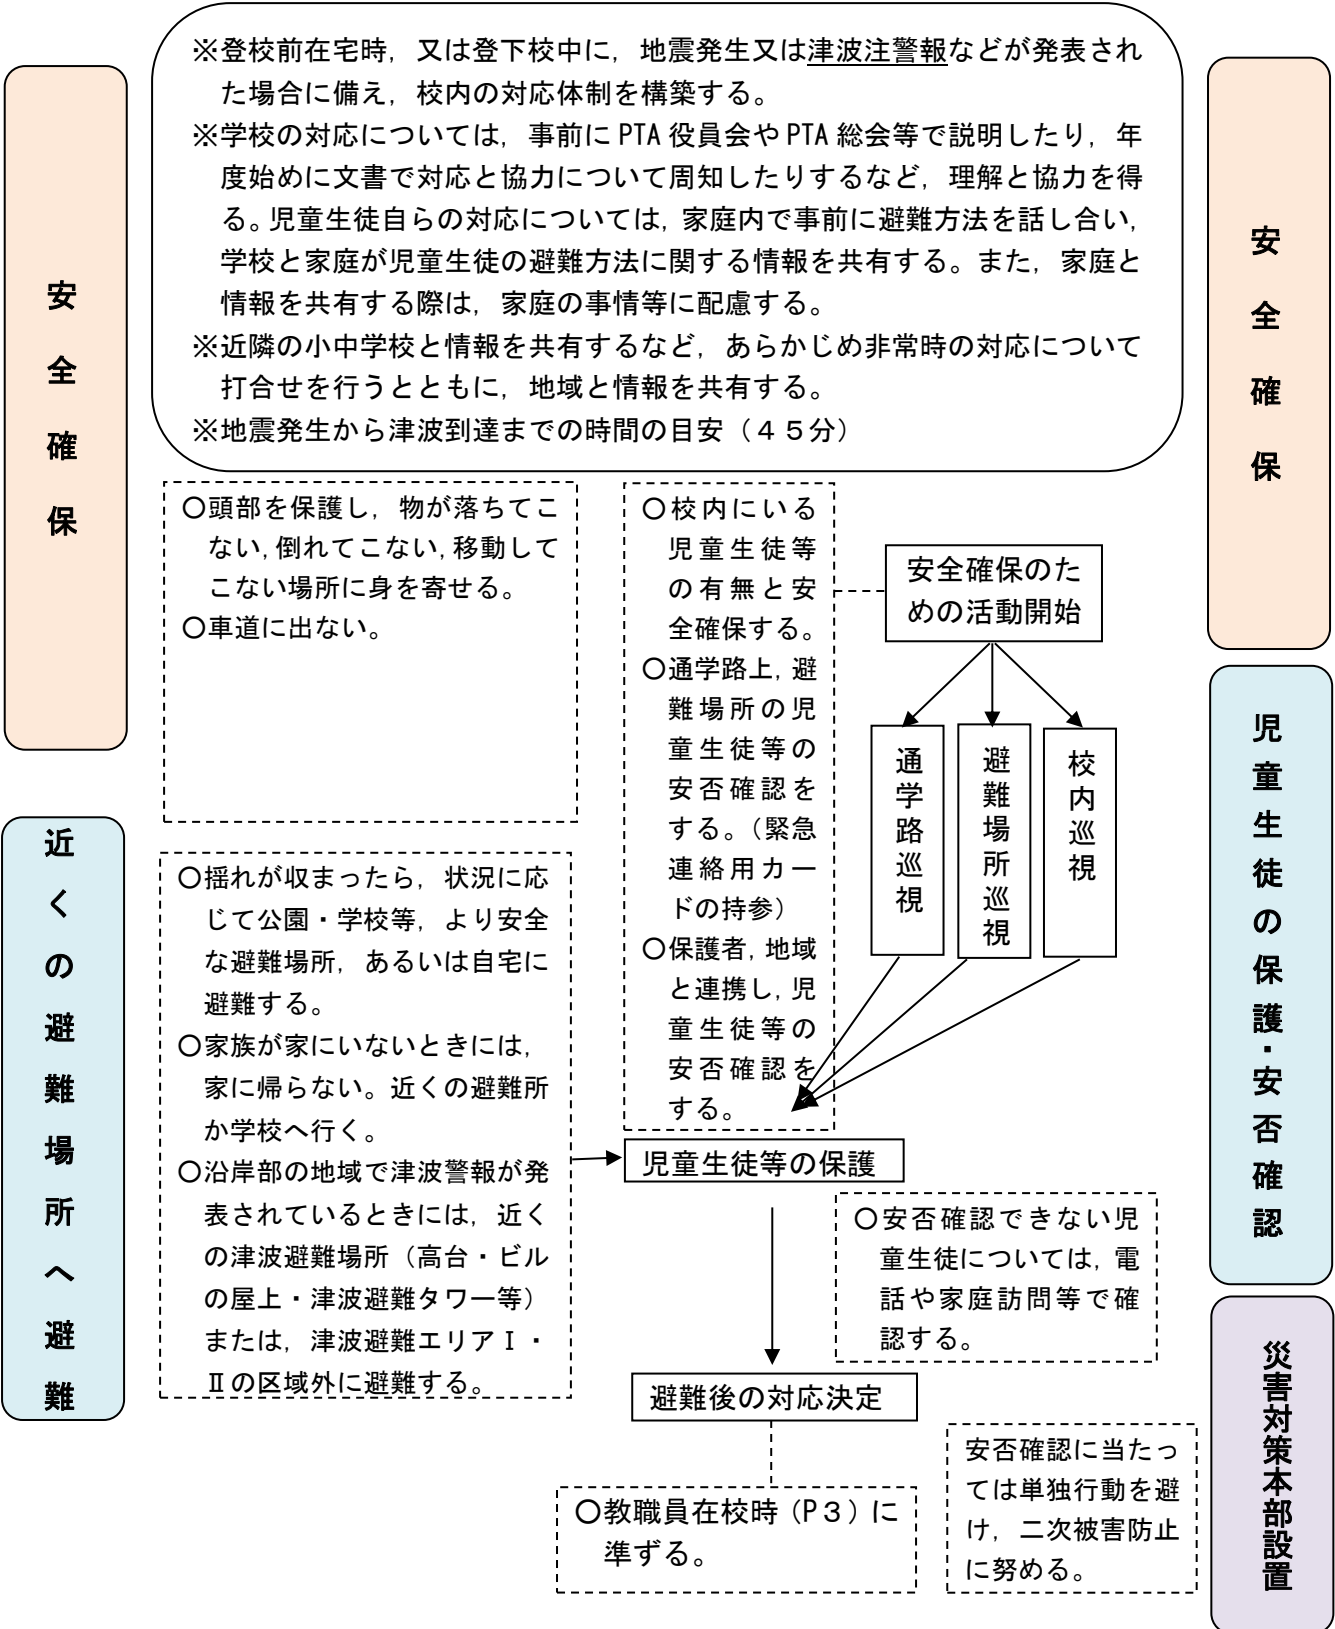 ※登校前在宅時，又は登下校中に，地震発生又は津波注警報などが発表され
た場合に備え，校内の対応体制を構築する。
※学校の対応については，事前に PTA 役員会や PTA 総会等で説明したり，年
度始めに文書で対応と協力について周知したりするなど，理解と協力を得
る。児童生徒自らの対応については，家庭内で事前に避難方法を話し合い，
学校と家庭が児童生徒の避難方法に関する情報を共有する。また，家庭と
情報を共有する際は，家庭の事情等に配慮する。
※近隣の小中学校と情報を共有するなど，あらかじめ非常時の対応について
打合せを行うとともに，地域と情報を共有する。
※地震発生から津波到達までの時間の目安（４５分）
安全確保
安全確保
〇頭部を保護し，物が落ちてこ
ない，倒れてこない，移動して
こない場所に身を寄せる。
〇車道に出ない。
〇校内にいる
児童生徒等
の有無と安
全確保する。
〇通学路上，避
難場所の児
童生徒等の
安否確認を
する。（緊急
連絡用カー
ドの持参）
〇保護者，地域
と連携し，児
童生徒等の
安否確認を
する。
安全確保のた
めの活動開始
通学路巡視
避難場所巡視
校内巡視
児童生徒の保護・安否確認
近くの避難場所へ避難
〇揺れが収まったら，状況に応
じて公園・学校等，より安全
な避難場所，あるいは自宅に
避難する。
〇家族が家にいないときには，
家に帰らない。近くの避難所
か学校へ行く。
〇沿岸部の地域で津波警報が発
表されているときには，近く
の津波避難場所（高台・ビル
の屋上・津波避難タワー等）
または，津波避難エリアⅠ・
Ⅱの区域外に避難する。
児童生徒等の保護
〇安否確認できない児
童生徒については，電
話や家庭訪問等で確
認する。
避難後の対応決定
〇教職員在校時（P３）に
準ずる。
安否確認に当たっ
ては単独行動を避
け，二次被害防止
に努める。
災害対策本部設置